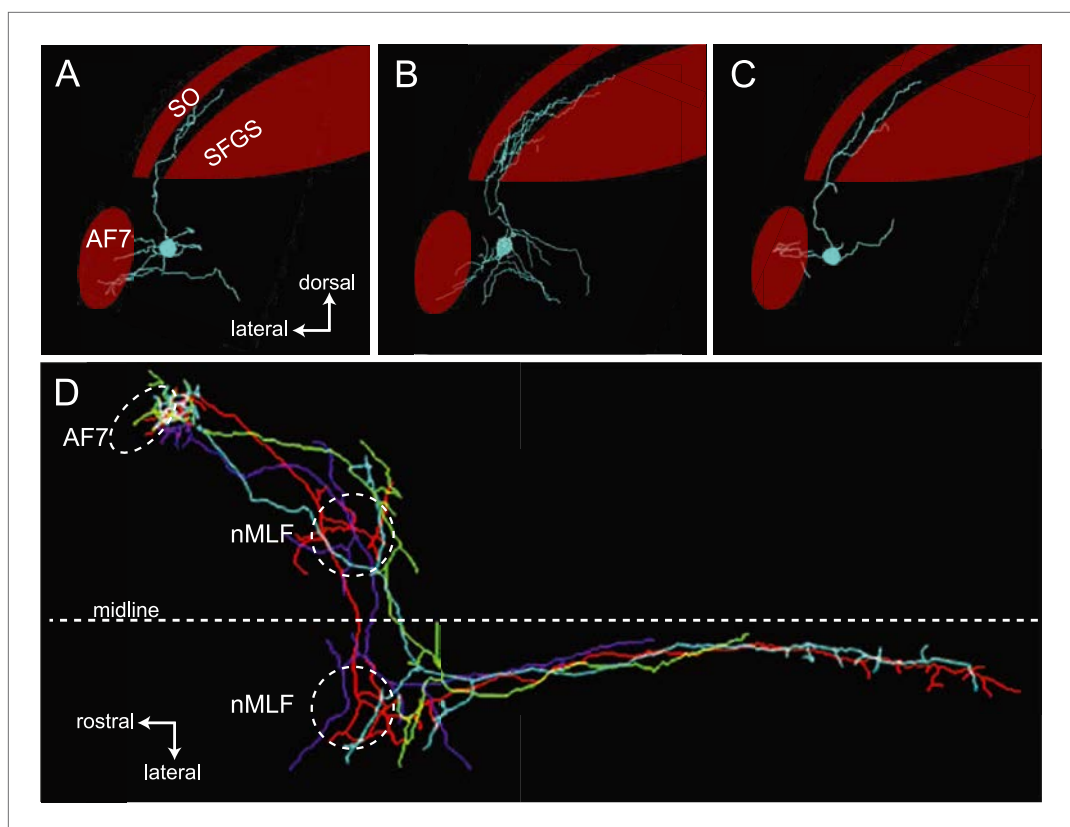 A
SO
SFGS
AF7
dorsal
lateral
B
C
D
AF7
nMLF
midline
nMLF
rostral
lateral